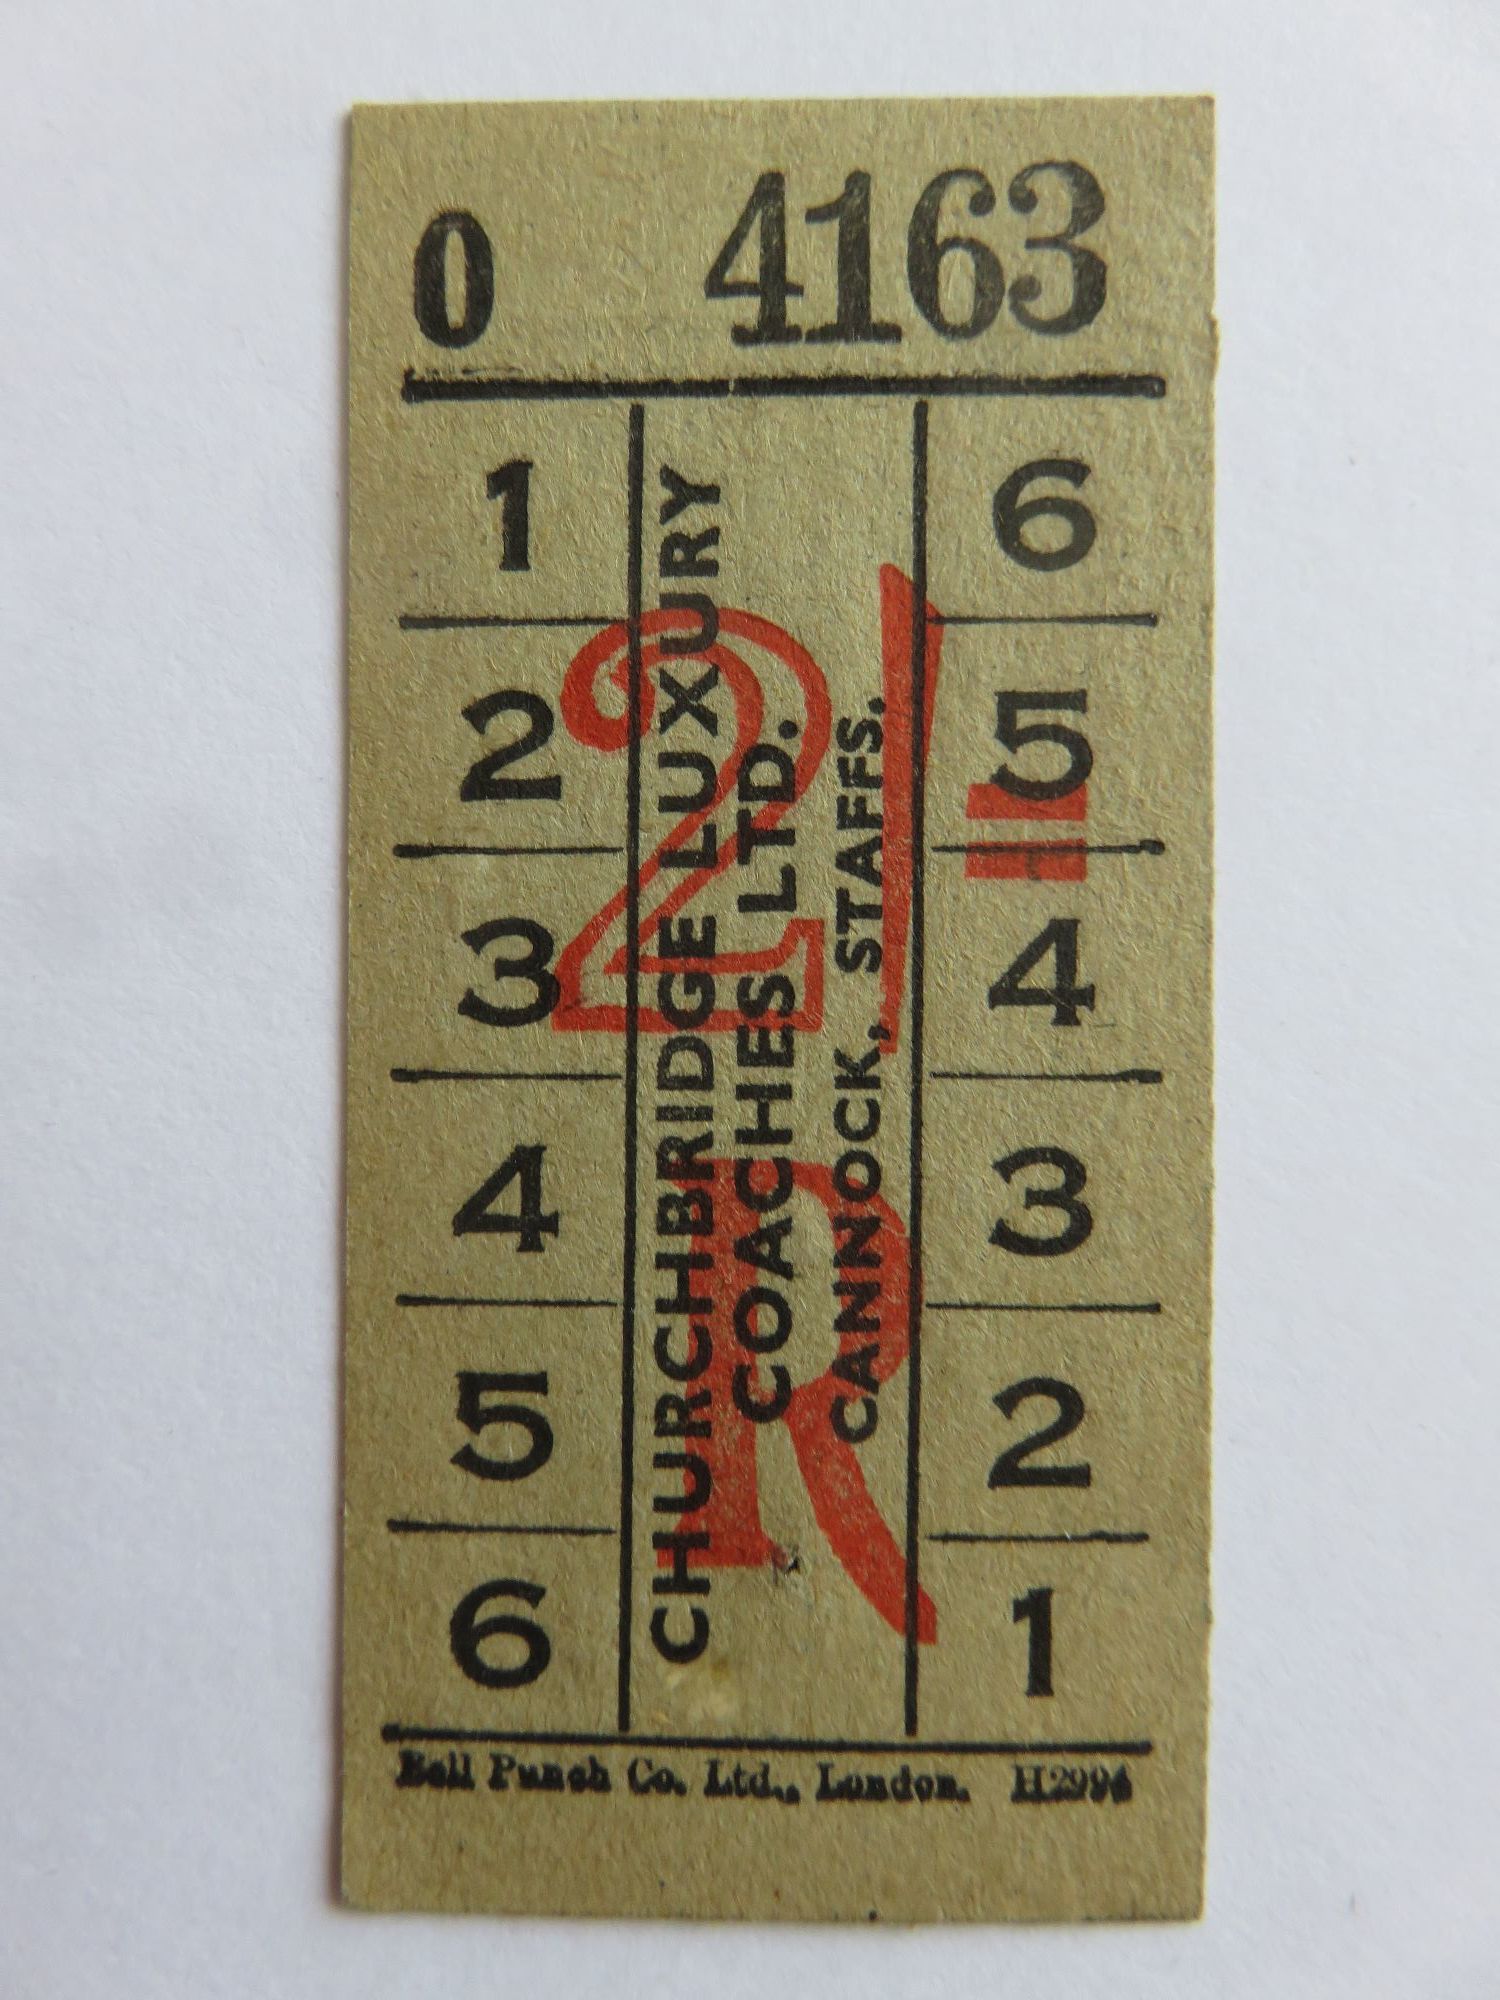 0 4163
1
2
3
4
5
6
CHURCHBRIDGE LUXURY
COACHES LTD.
CANNOCK, STAFFS.
2/=
R
6
5
4
3
2
1
Bell Punch Co. Ltd., London.